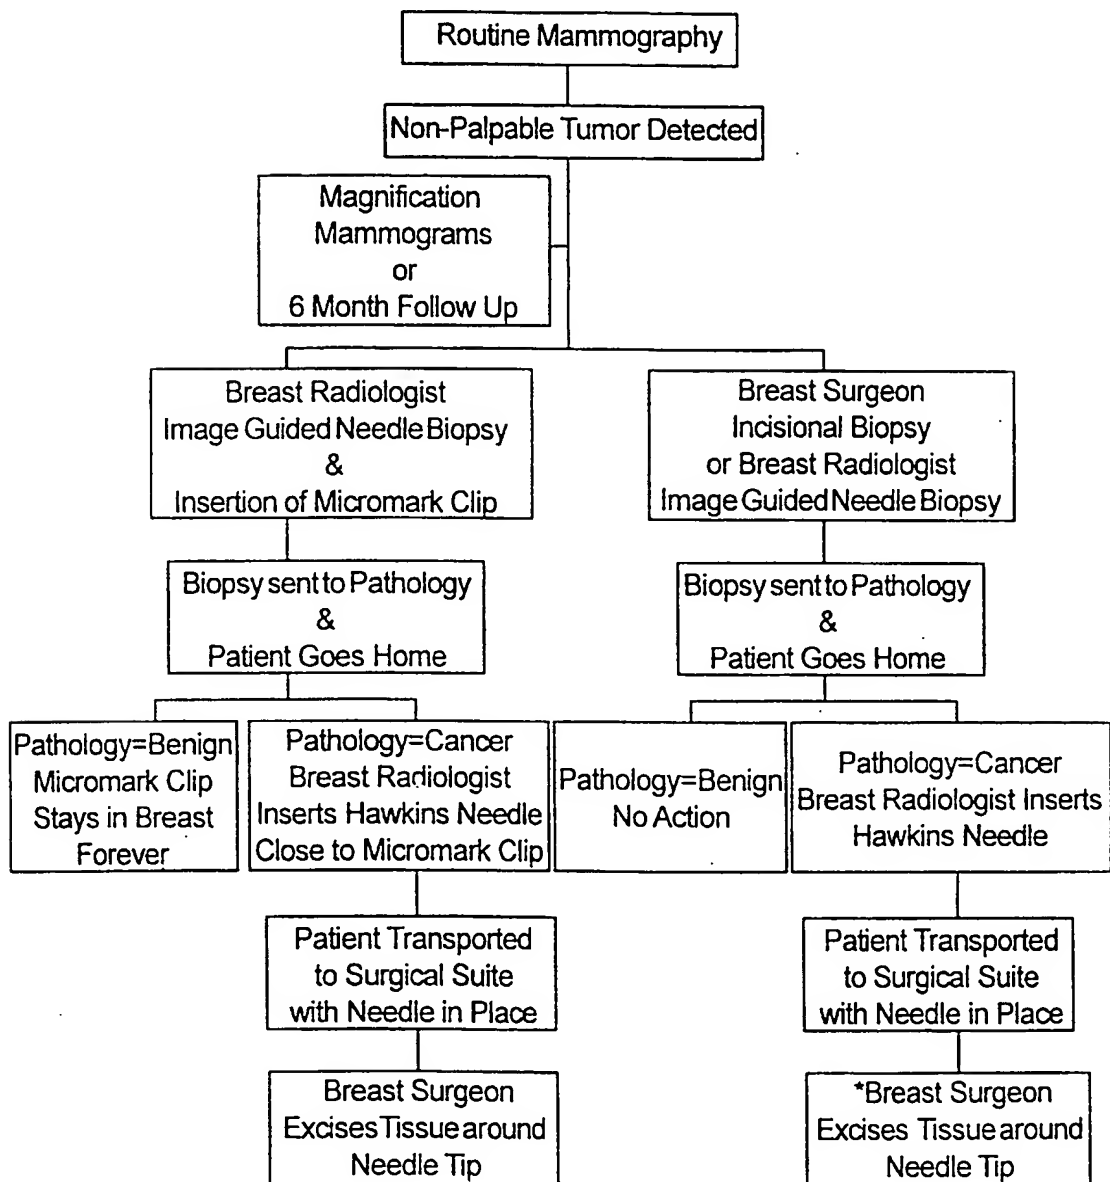 Routine Mammography
Non-Palpable Tumor Detected
Magnification
Mammograms
or
6 Month Follow Up
Breast Radiologist
Image Guided Needle Biopsy
&
Insertion of Micromark Clip
Breast Surgeon
Incisional Biopsy
or Breast Radiologist
Image Guided Needle Biopsy
Biopsy sent to Pathology
&
Patient Goes Home
Biopsy sent to Pathology
&
Patient Goes Home
Pathology=Benign
Micromark Clip
Stays in Breast
Forever
Pathology=Cancer
Breast Radiologist
Inserts Hawkins Needle
Close to Micromark Clip
Pathology=Benign
No Action
Pathology=Cancer
Breast Radiologist Inserts
Hawkins Needle
Patient Transported
to Surgical Suite
with Needle in Place
Patient Transported
to Surgical Suite
with Needle in Place
Breast Surgeon
Excises Tissue around
Needle Tip
*Breast Surgeon
Excises Tissue around
Needle Tip